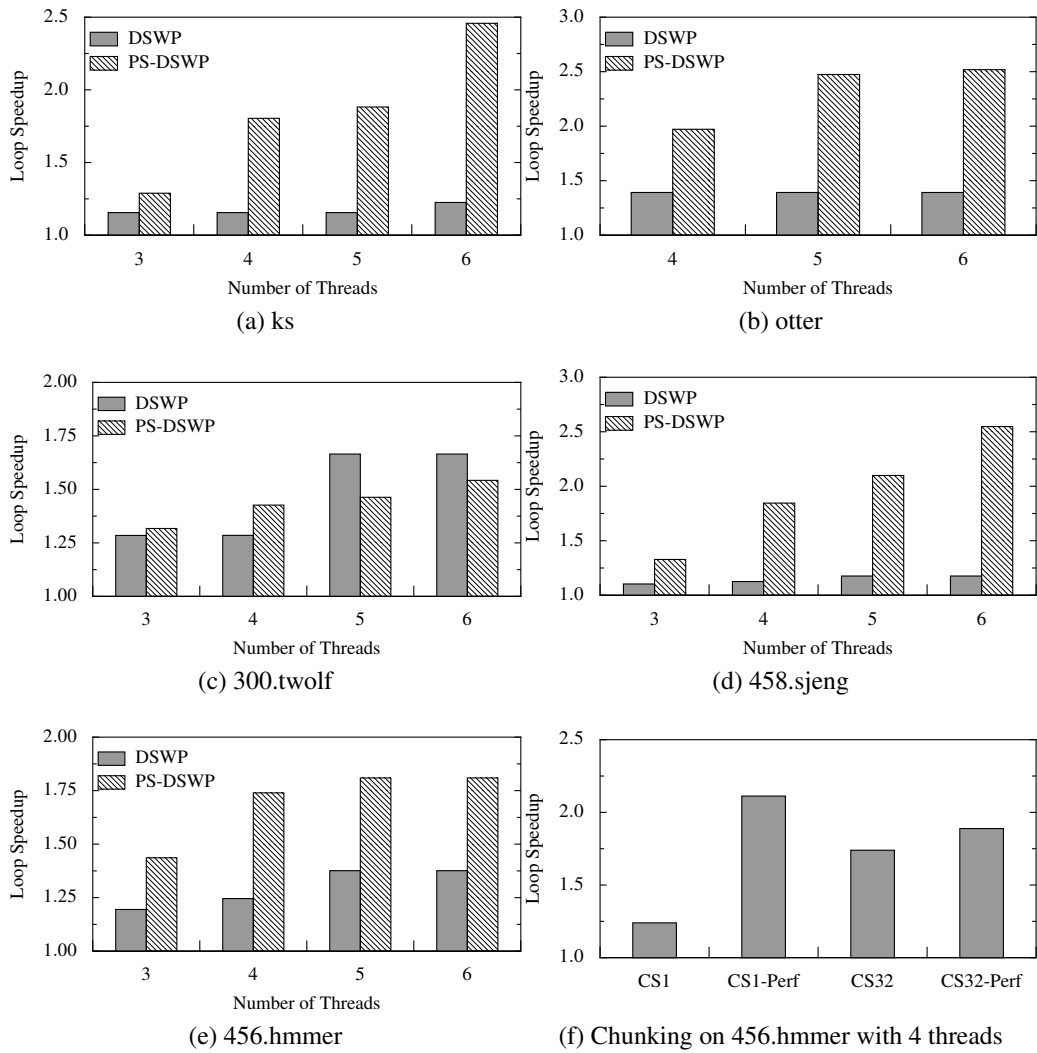 2.5
2.0
1.5
1.0
Loop Speedup
DSWP
PS-DSWP
3 4 5 6
Number of Threads
(a) ks
3.0
2.5
2.0
1.5
1.0
Loop Speedup
DSWP
PS-DSWP
4 5 6
Number of Threads
(b) otter
2.00
1.75
1.50
1.25
1.00
Loop Speedup
DSWP
PS-DSWP
3 4 5 6
Number of Threads
(c) 300.twolf
3.0
2.5
2.0
1.5
1.0
Loop Speedup
DSWP
PS-DSWP
3 4 5 6
Number of Threads
(d) 458.sjeng
2.00
1.75
1.50
1.25
1.00
Loop Speedup
DSWP
PS-DSWP
3 4 5 6
Number of Threads
(e) 456.hmmer
2.5
2.0
1.5
1.0
Loop Speedup
CS1 CS1-Perf CS32 CS32-Perf
(f) Chunking on 456.hmmer with 4 threads